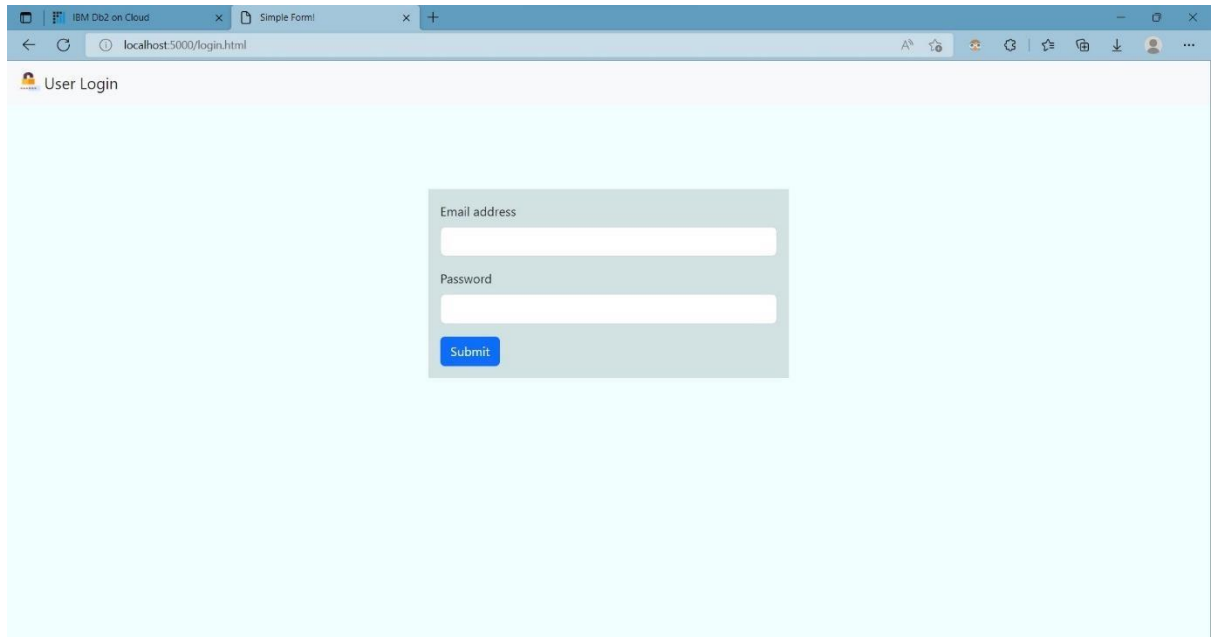 IBM Db2 on Cloud
Simple Form!
localhost:5000/login.html
User Login
Email address
Password
Submit